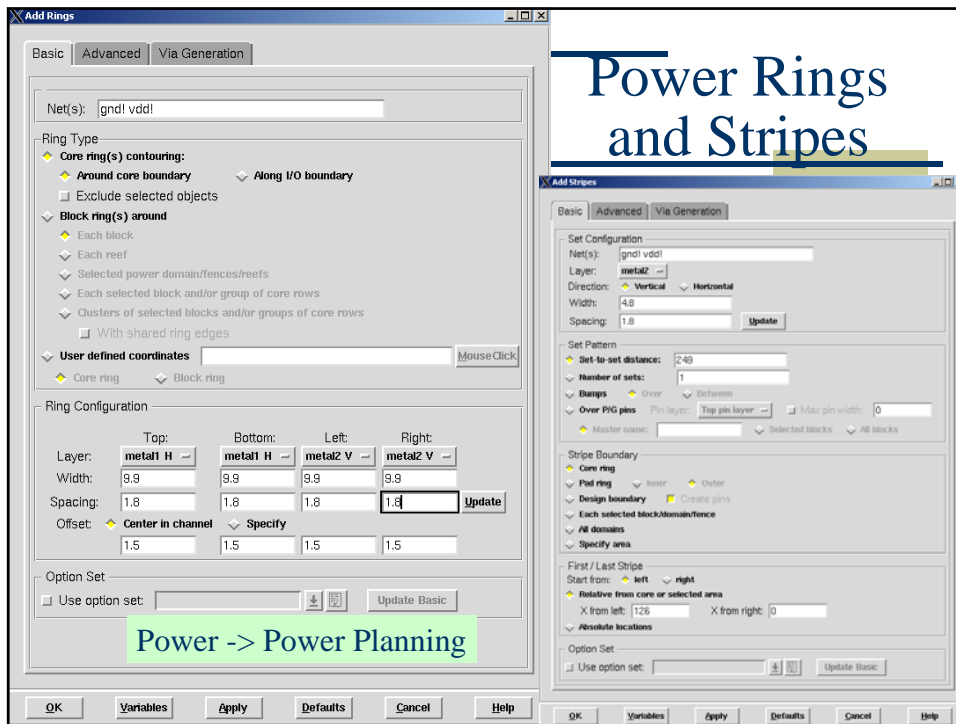 Add Rings
Basic Advanced Via Generation
Net(s): gnd! vdd!
Ring Type
Core ring(s) contouring:
Around core boundary Along I/O boundary
Exclude selected objects
Block ring(s) around
Each block
Each reef
Selected power domain/fences/reefs
Each selected block and/or group of core rows
Clusters of selected blocks and/or groups of core rows
With shared ring edges
User defined coordinates MouseClick
Core ring Block ring
Ring Configuration
Top: Bottom: Left: Right:
Layer: metal1 H metal1 H metal2 V metal2 V
Width: 9.9 9.9 9.9 9.9
Spacing: 1.8 1.8 1.8 1.8 Update
Offset: Center in channel Specify
1.5 1.5 1.5 1.5
Option Set
Use option set: Update Basic
Power -> Power Planning
OK Variables Apply Defaults Cancel Help
Power Rings
and Stripes
Add Stripes
Basic Advanced Via Generation
Set Configuration
Net(s): gnd! vdd!
Layer: metal2
Direction: Vertical Horizontal
Width: 4.8
Spacing: 1.8 Update
Set Pattern
Set-to-set distance: 249
Number of sets: 1
Bumps Over Between
Over P/G pins Pin layer: Top pin layer Max pin width: 0
Master name: Selected blocks All blocks
Stripe Boundary
Core ring
Pad ring Inner Outer
Design boundary Create pins
Each selected block/domain/fence
All domains
Specify area
First / Last Stripe
Start from: left right
Relative from core or selected area
X from left: 126 X from right: 0
Absolute locations
Option Set
Use option set: Update Basic
OK Variables Apply Defaults Cancel Help